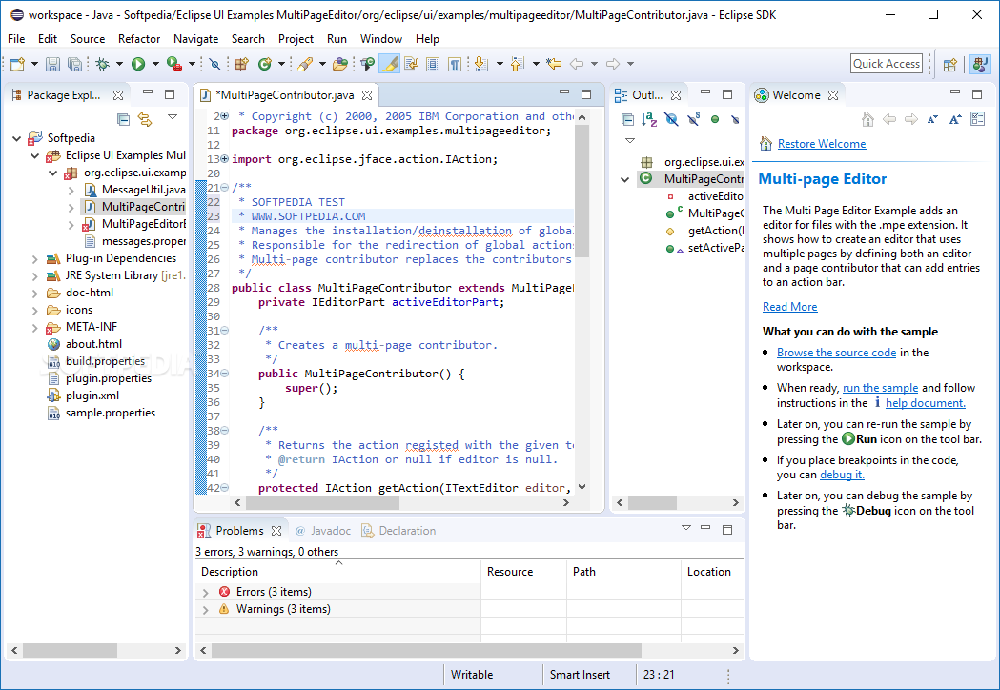 workspace - Java - Softpedia/Eclipse UI Examples MultiPageEditor/org/eclipse/ui/examples/multipageeditor/MultiPageContributor.java - Eclipse SDK
File Edit Source Refactor Navigate Search Project Run Window Help
Quick Access
Package Expl...
Softpedia
Eclipse UI Examples Mul
org.eclipse.ui.examp
MessageUtil.java
MultiPageContri
MultiPageEditorE
messages.proper
Plug-in Dependencies
JRE System Library [jre1.
doc-html
icons
META-INF
about.html
build.properties
plugin.properties
plugin.xml
sample.properties
SOFTPEDIA
*MultiPageContributor.java
2 * Copyright (c) 2000, 2005 IBM Corporation and othe
11 package org.eclipse.ui.examples.multipageeditor;
12
13 import org.eclipse.jface.action.IAction;
20
21 /**
22 * SOFTPEDIA TEST
23 * WWW.SOFTPEDIA.COM
24 * Manages the installation/deinstallation of globa
25 * Responsible for the redirection of global action
26 * Multi-page contributor replaces the contributors
27 */
28 public class MultiPageContributor extends MultiPageE
29 private IEditorPart activeEditorPart;
30
31 /**
32 * Creates a multi-page contributor.
33 */
34 public MultiPageContributor() {
35 super();
36 }
37
38 /**
39 * Returns the action registed with the given te
40 * @return IAction or null if editor is null.
41 */
42 protected IAction getAction(ITextEditor editor,
Outl...
org.eclipse.ui.ex
MultiPageContri
activeEdito
MultiPageC
getAction(I
setActivePa
Welcome
Restore Welcome
Multi-page Editor
The Multi Page Editor Example adds an
editor for files with the .mpe extension. It
shows how to create an editor that uses
multiple pages by defining both an editor
and a page contributor that can add entries
to an action bar.
Read More
What you can do with the sample
• Browse the source code in the
workspace.
• When ready, run the sample and follow
instructions in the help document.
• Later on, you can re-run the sample by
pressing the Run icon on the tool bar.
• If you place breakpoints in the code,
you can debug it.
• Later on, you can debug the sample by
pressing the Debug icon on the tool
bar.
Problems @ Javadoc Declaration
3 errors, 3 warnings, 0 others
Description Resource Path Location
Errors (3 items)
Warnings (3 items)
Writable Smart Insert 23 : 21